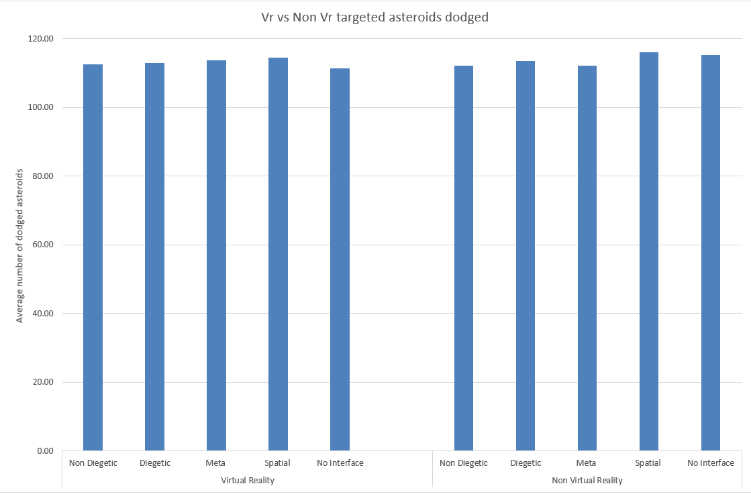 Vr vs Non Vr targeted asteroids dodged
120.00
100.00
80.00
60.00
40.00
20.00
0.00
Average number of dodged asteroids
Non Diegetic Diegetic Meta Spatial No Interface Non Diegetic Diegetic Meta Spatial No Interface
Virtual Reality Non Virtual Reality